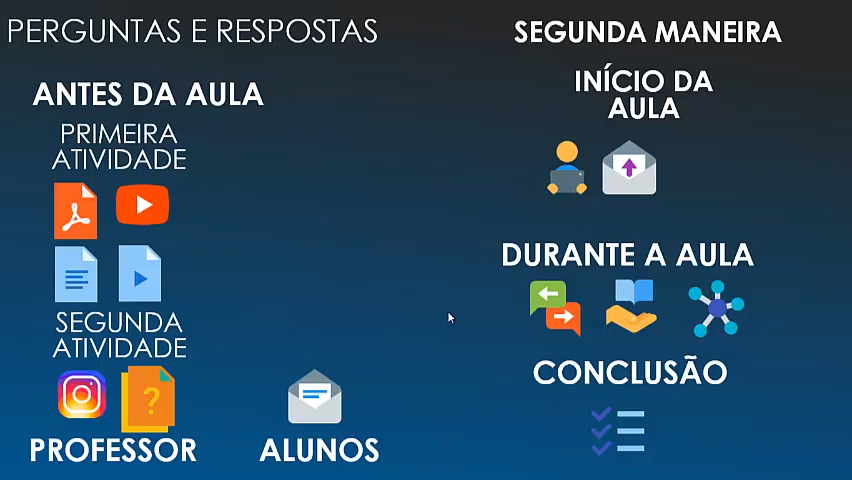 PERGUNTAS E RESPOSTAS
ANTES DA AULA
PRIMEIRA
ATIVIDADE
SEGUNDA
ATIVIDADE
?
PROFESSOR
ALUNOS
SEGUNDA MANEIRA
INÍCIO DA
AULA
DURANTE A AULA
CONCLUSÃO